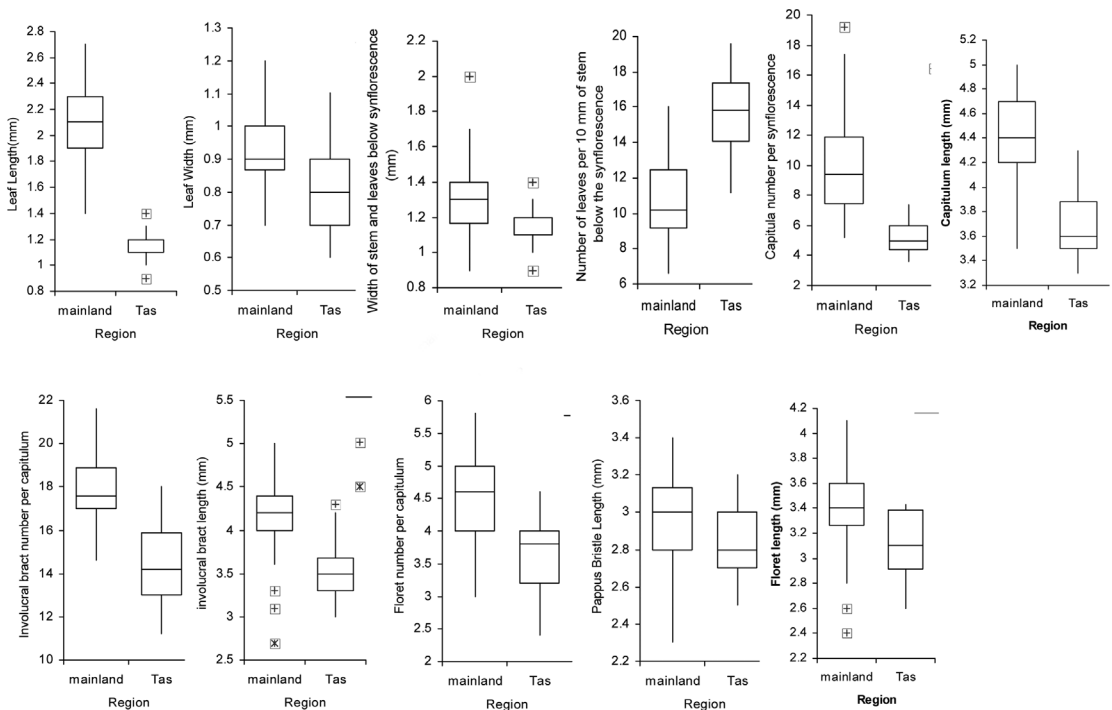 Leaf Length(mm)
2.8
2.6
2.4
2.2
2
1.8
1.6
1.4
1.2
1
0.8
mainland Tas
Region
Leaf Width (mm)
1.3
1.2
1.1
1
0.9
0.8
0.7
0.6
0.5
mainland Tas
Region
Width of stem and leaves below synflorescence
(mm)
2.2
2
1.8
1.6
1.4
1.2
1
0.8
mainland Tas
Region
Number of leaves per 10 mm of stem
below the synflorescence
20
18
16
14
12
10
8
6
mainland Tas
Region
Capitula number per synflorescence
20
18
16
14
12
10
8
6
4
2
mainland Tas
Region
Capitulum length (mm)
5.2
5
4.8
4.6
4.4
4.2
4
3.8
3.6
3.4
3.2
mainland Tas
Region
Involucral bract number per capitulum
22
20
18
16
14
12
10
mainland Tas
Region
involucral bract length (mm)
5.5
5
4.5
4
3.5
3
2.5
mainland Tas
Region
Floret number per capitulum
6
5.5
5
4.5
4
3.5
3
2.5
2
mainland Tas
Region
Pappus Bristle Length (mm)
3.6
3.4
3.2
3
2.8
2.6
2.4
2.2
mainland Tas
Region
Floret length (mm)
4.2
4
3.8
3.6
3.4
3.2
3
2.8
2.6
2.4
2.2
mainland Tas
Region